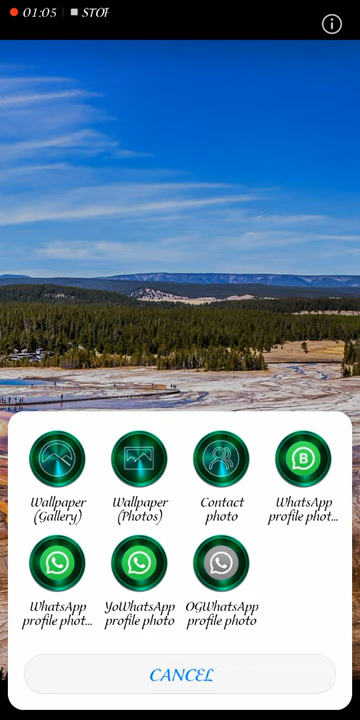 01:05 STOP
Wallpaper
(Gallery)
Wallpaper
(Photos)
Contact
photo
WhatsApp
profile phot...
WhatsApp
profile phot...
YoWhatsApp
profile photo
OGWhatsApp
profile photo
CANCEL